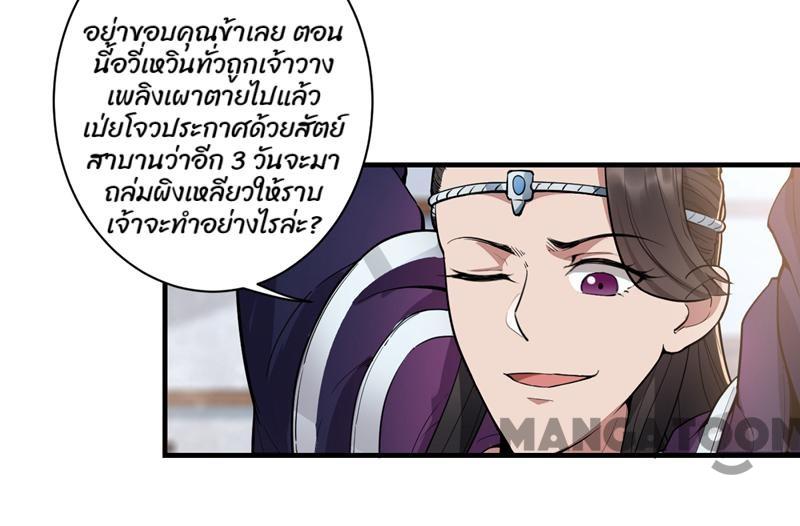 อย่าขอบคุณข้าเลย ตอน
นี้อวี่เหวินทั่วถูกเจ้าวาง
เพลิงเผาตายไปแล้ว
เป่ยโจวประกาศด้วยสัตย์
สาบานว่าอีก 3 วันจะมา
ถล่มผิงเหลียวให้ราบ
เจ้าจะทำอย่างไรล่ะ?
MANGATOON